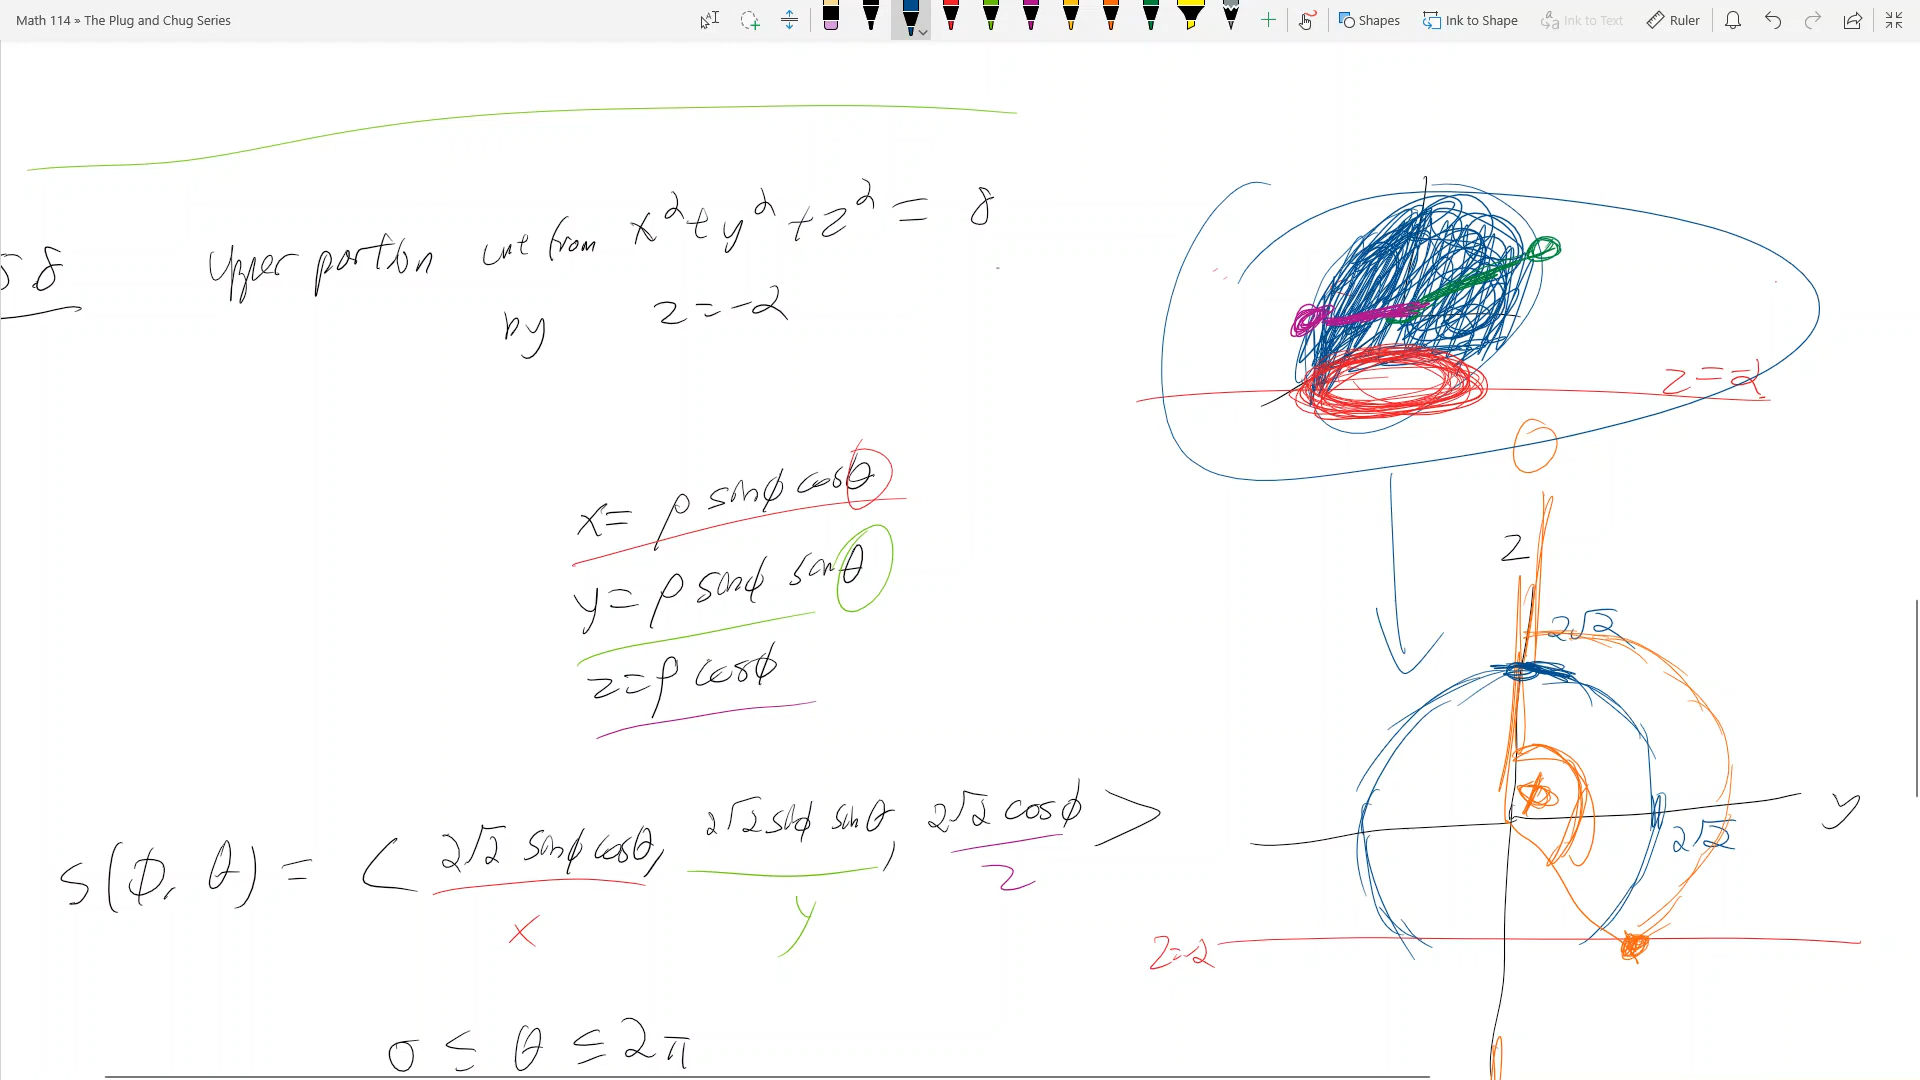 Math 114 » The Plug and Chug Series
Shapes
Ink to Shape
Ink to Text
Ruler
58
Upper portion cut from x² + y² + z² = 8
by z = -2
z = -2
x = ρ sinφ cosθ
y = ρ sinφ sinθ
z = ρ cosφ
z
2√2
y
2√2
z = -2
s(φ, θ) = < 2√2 sinφ cosθ, 2√2 sinφ sinθ, 2√2 cosφ >
x
y
z
φ
0 ≤ θ ≤ 2π